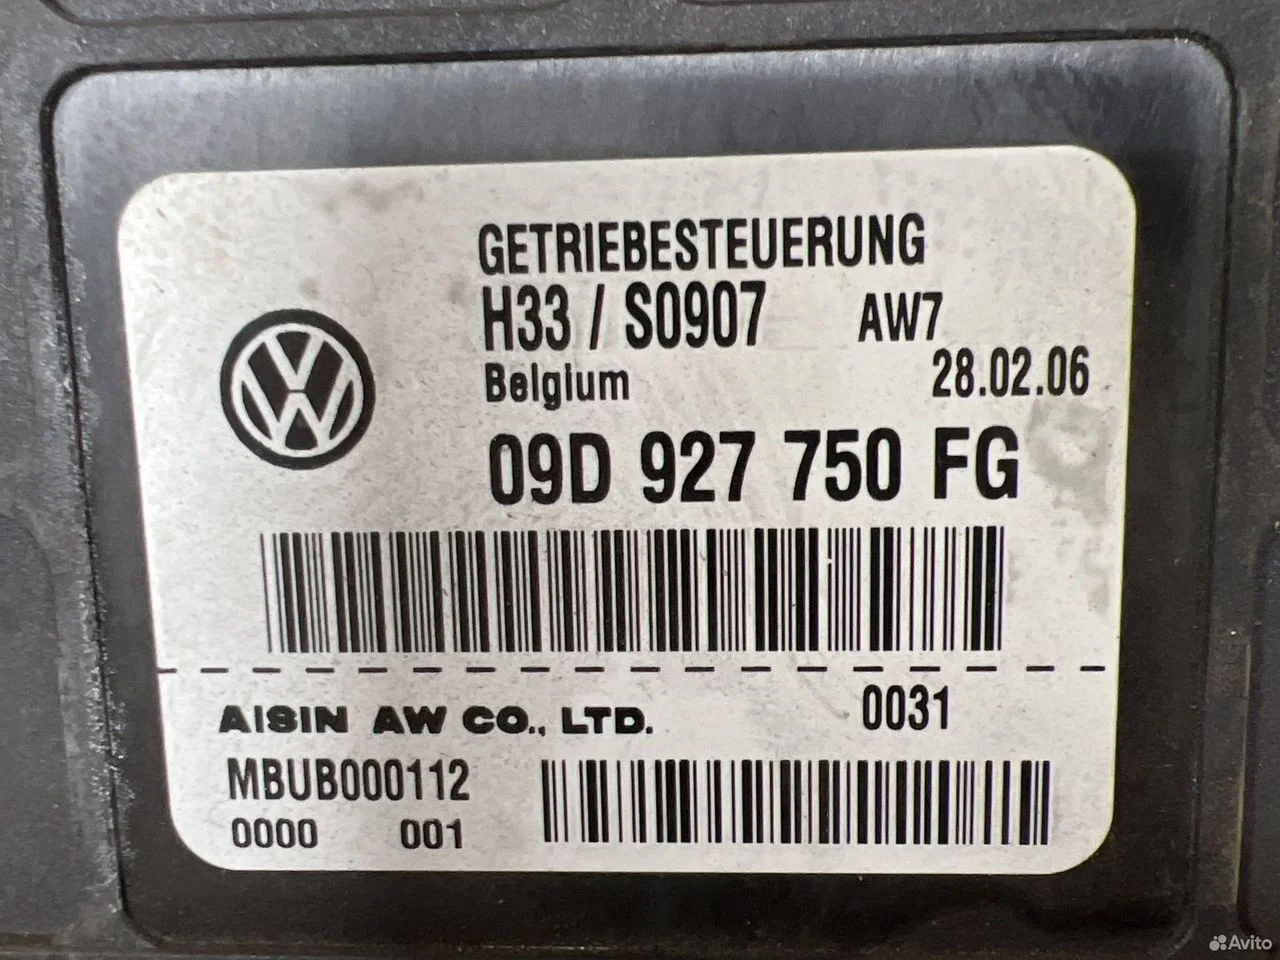 GETRIEBESTEUERUNG
H33 / S0907 AW7
Belgium 28.02.06
09D 927 750 FG
AISIN AW CO., LTD. 0031
MBUB000112
0000 001
Avito